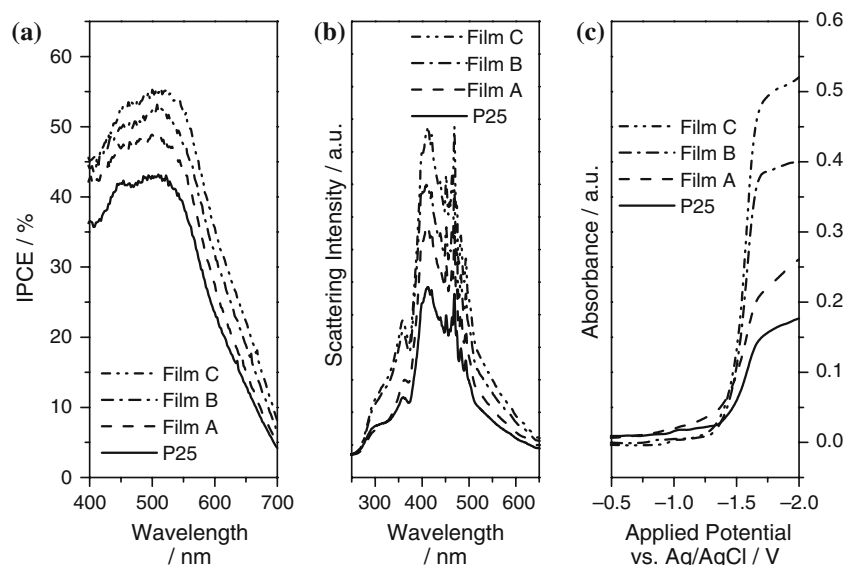 (a)
IPCE / %
60
50
40
30
20
10
0
Film C
Film B
Film A
P25
400 500 600 700
Wavelength
/ nm
(b)
Scattering Intensity / a.u.
Film C
Film B
Film A
P25
300 400 500 600
Wavelength
/ nm
(c)
Absorbance / a.u.
Film C
Film B
Film A
P25
0.6
0.5
0.4
0.3
0.2
0.1
0.0
−0.5 −1.0 −1.5 −2.0
Applied Potential
vs. Ag/AgCl / V